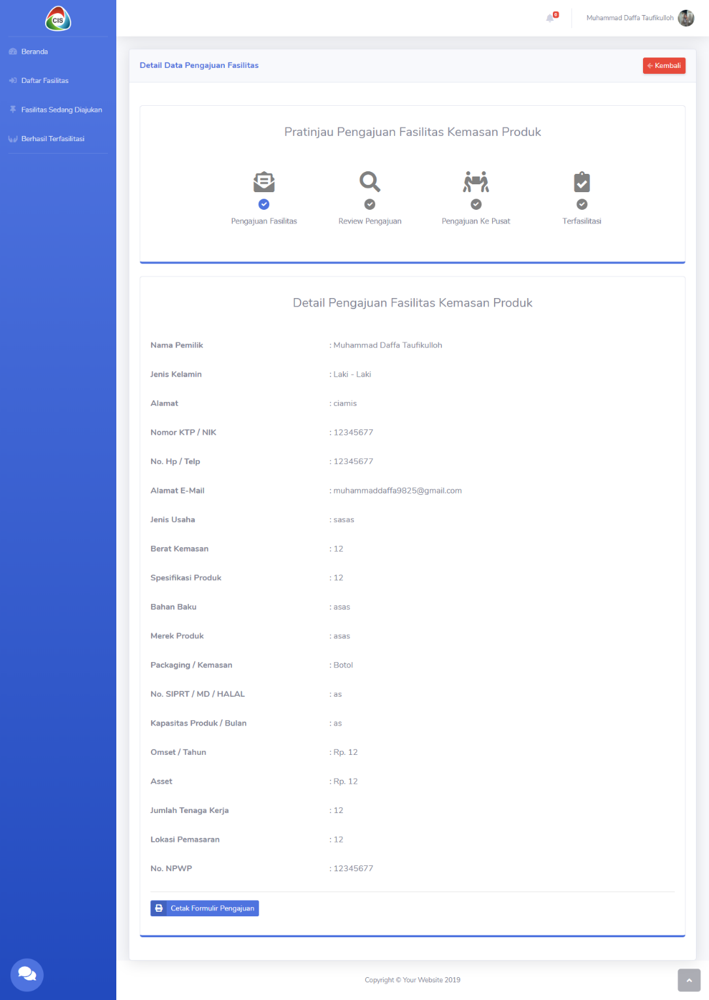 CIS
0
Muhammad Daffa Taufikulloh
Beranda
Daftar Fasilitas
Fasilitas Sedang Diajukan
Berhasil Terfasilitasi
Detail Data Pengajuan Fasilitas
Kembali
Pratinjau Pengajuan Fasilitas Kemasan Produk
Pengajuan Fasilitas
Review Pengajuan
Pengajuan Ke Pusat
Terfasilitasi
Detail Pengajuan Fasilitas Kemasan Produk
Nama Pemilik : Muhammad Daffa Taufikulloh
Jenis Kelamin : Laki - Laki
Alamat : ciamis
Nomor KTP / NIK : 12345677
No. Hp / Telp : 12345677
Alamat E-Mail : muhammaddaffa9825@gmail.com
Jenis Usaha : sasas
Berat Kemasan : 12
Spesifikasi Produk : 12
Bahan Baku : asas
Merek Produk : asas
Packaging / Kemasan : Botol
No. SIPRT / MD / HALAL : as
Kapasitas Produk / Bulan : as
Omset / Tahun : Rp. 12
Asset : Rp. 12
Jumlah Tenaga Kerja : 12
Lokasi Pemasaran : 12
No. NPWP : 12345677
Cetak Formulir Pengajuan
Copyright © Your Website 2019